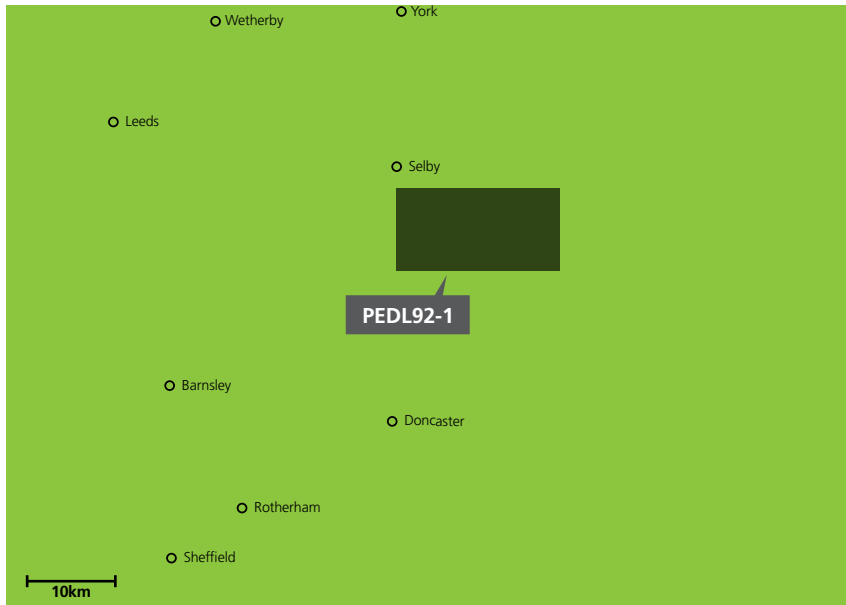 York
Wetherby
Leeds
Selby
PEDL92-1
Barnsley
Doncaster
Rotherham
Sheffield
10km